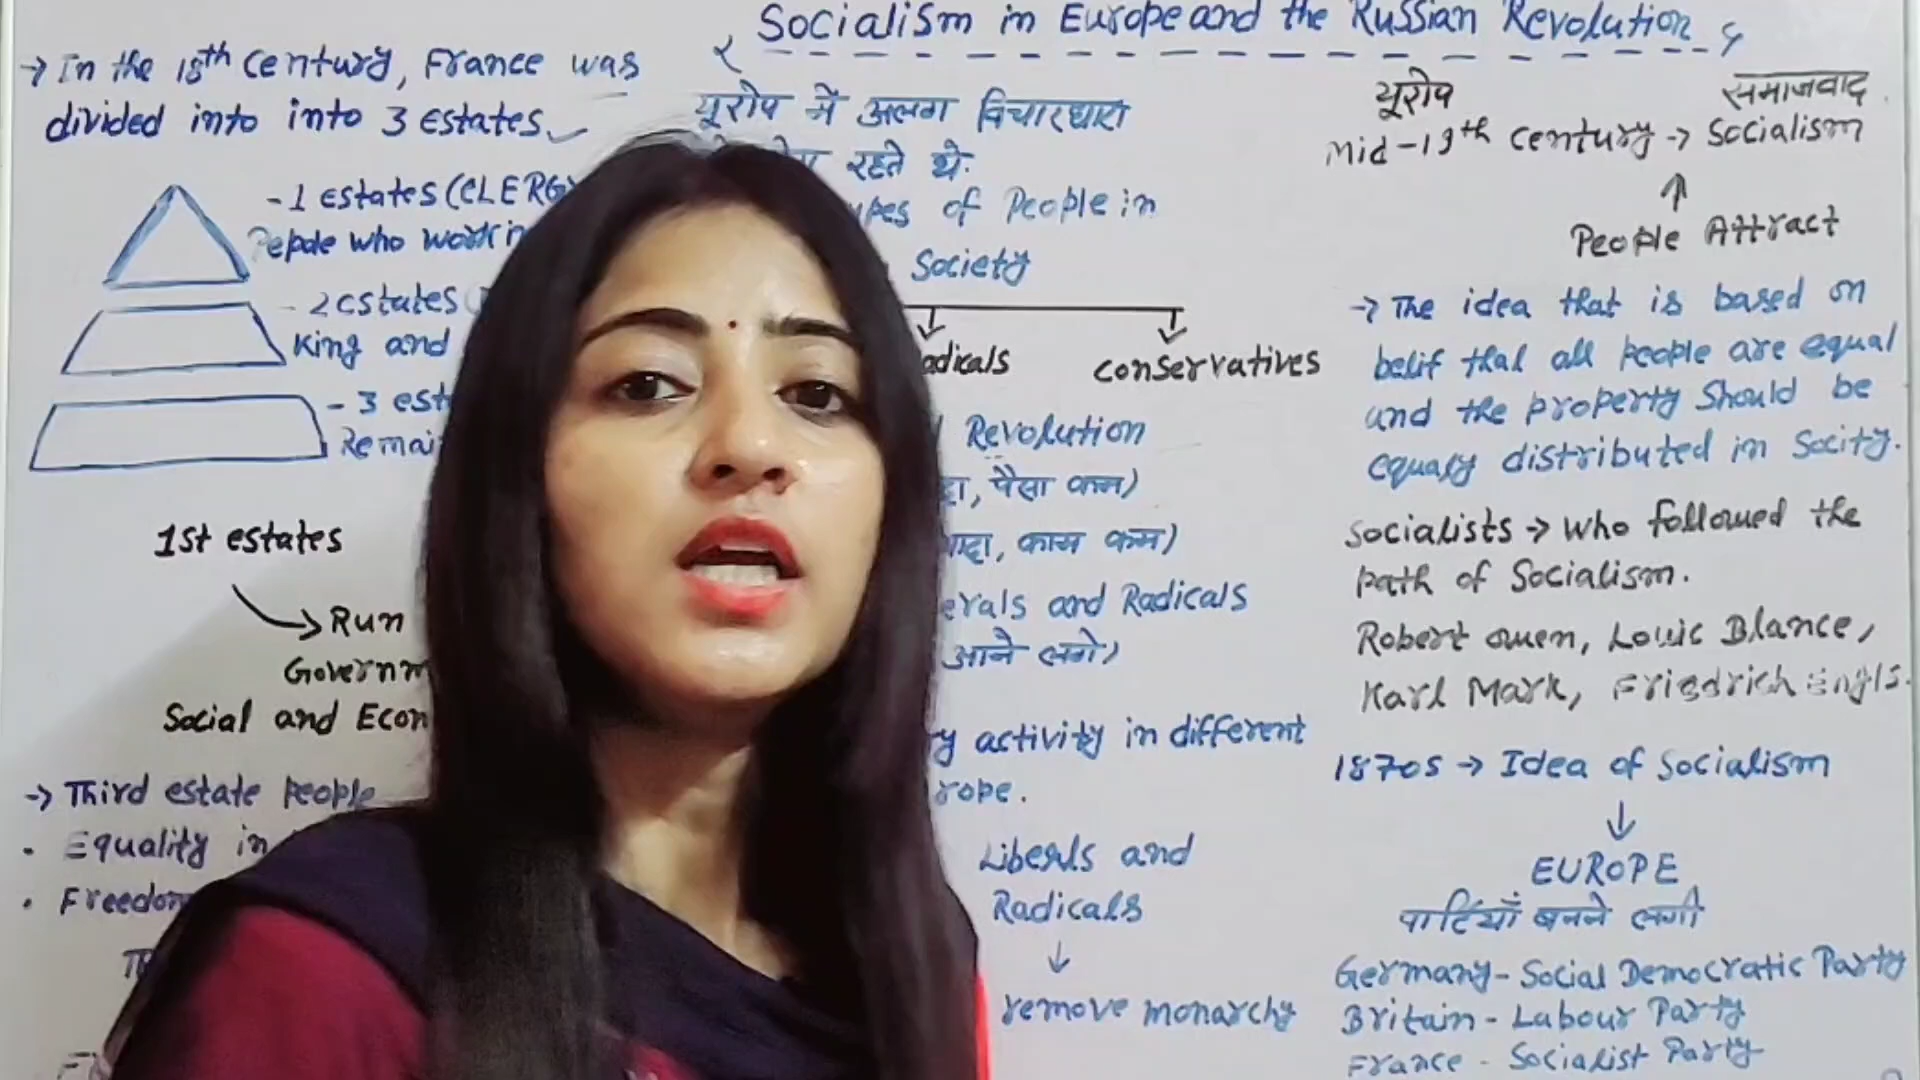 Socialism in Europe and the Russian Revolution
→ In the 18th century, France was
divided into into 3 Estates.
- 1 Estates (CLERG
Pepole who work in
- 2 Estates
King and
- 3 est
Remai
1st estates
Run
Governm
Social and Econ
→ Third estate people
• Equality in
• Freedom
यूरोप में अलग विचारधारा
रहते थे.
ypes of People in
Society
adicals
conservatives
Revolution
पैसा कम)
काम कम)
erals and Radicals
आने लगे)
y activity in different
rope.
Liberls and
Radicals
↓
remove monarchy
यूरोप समाजवाद
Mid-19th century → Socialism
↑
People Attract
→ The idea that is based on
belif that all people are equal
and the property should be
equaly distributed in Socity.
Socialists → who followed the
path of Socialism.
Robert owen, Louic Blance,
Karl Mark, Friedrich Engls.
1870s → Idea of Socialism
↓
EUROPE
पार्टियाँ बनने लगी
Germany - Social Democratic Party
Britain - Labour Party
France - Socialist Party